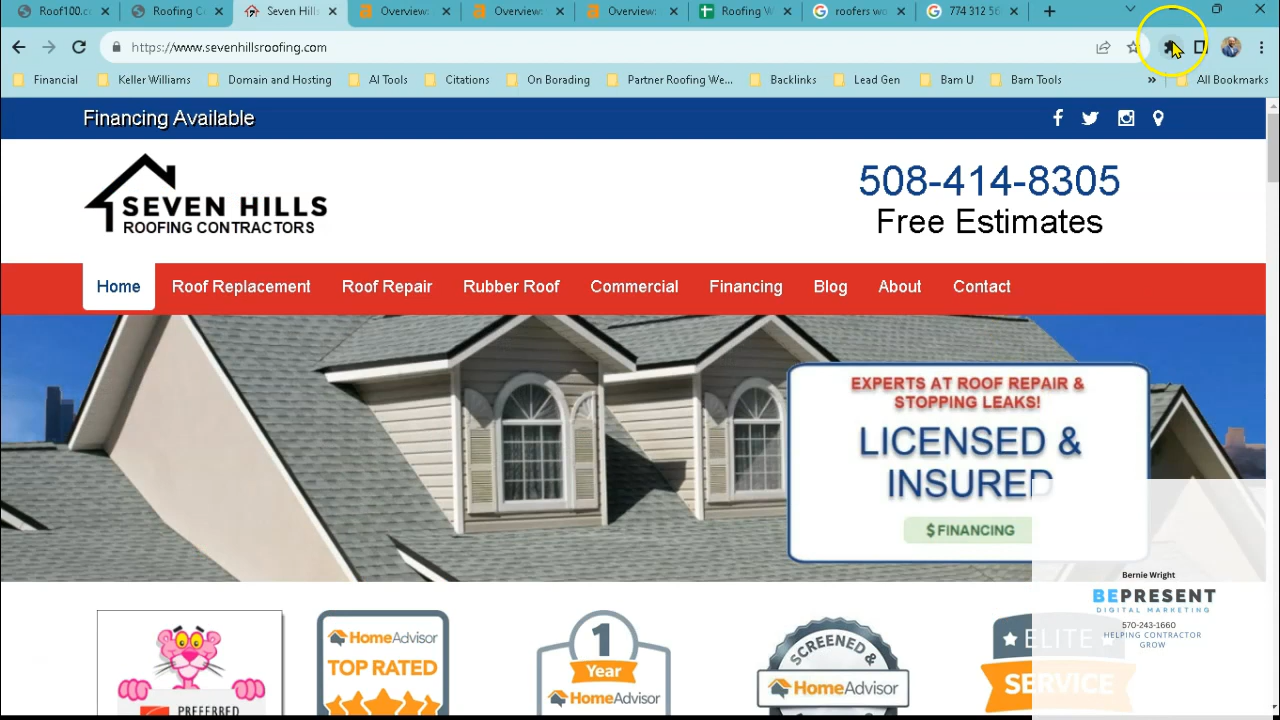 Roof100.c
Roofing C
Seven Hill
Overview:
Overview:
Overview:
Roofing W
roofers wo
774 312 56
https://www.sevenhillsroofing.com
Financial
Keller Williams
Domain and Hosting
AI Tools
Citations
On Borading
Partner Roofing We...
Backlinks
Lead Gen
Bam U
Bam Tools
»
All Bookmarks
Financing Available
SEVEN HILLS
ROOFING CONTRACTORS
508-414-8305
Free Estimates
Home
Roof Replacement
Roof Repair
Rubber Roof
Commercial
Financing
Blog
About
Contact
EXPERTS AT ROOF REPAIR &
STOPPING LEAKS!
LICENSED &
INSURED
$ FINANCING
Bernie Wright
BEPRESENT
DIGITAL MARKETING
570-243-1660
HELPING CONTRACTOR
GROW
PREFERRED
HomeAdvisor
TOP RATED
1
Year
HomeAdvisor
SCREENED &
HomeAdvisor
ELITE
SERVICE